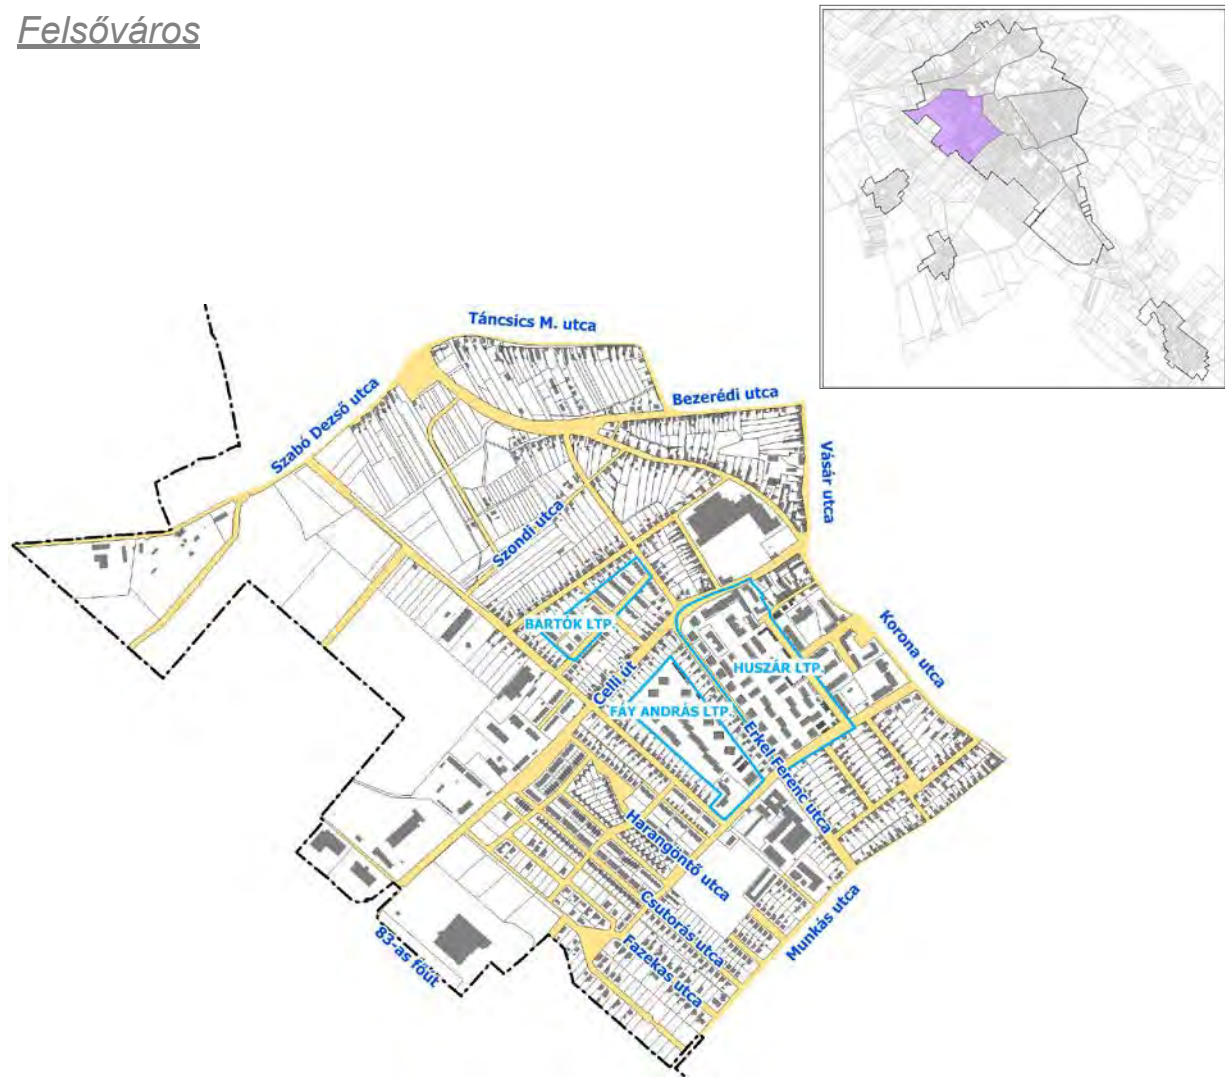 Felsőváros
Táncsics M. utca
Bezerédi utca
Szabó Dezső utca
Vásár utca
Szondi utca
BARTÓK LTP.
Korona utca
HUSZÁR LTP.
Celli út
FÁY ANDRÁS LTP.
Erkel Ferenc utca
Harangöntő utca
Csutorás utca
Munkás utca
83-as főút
Fazekas utca